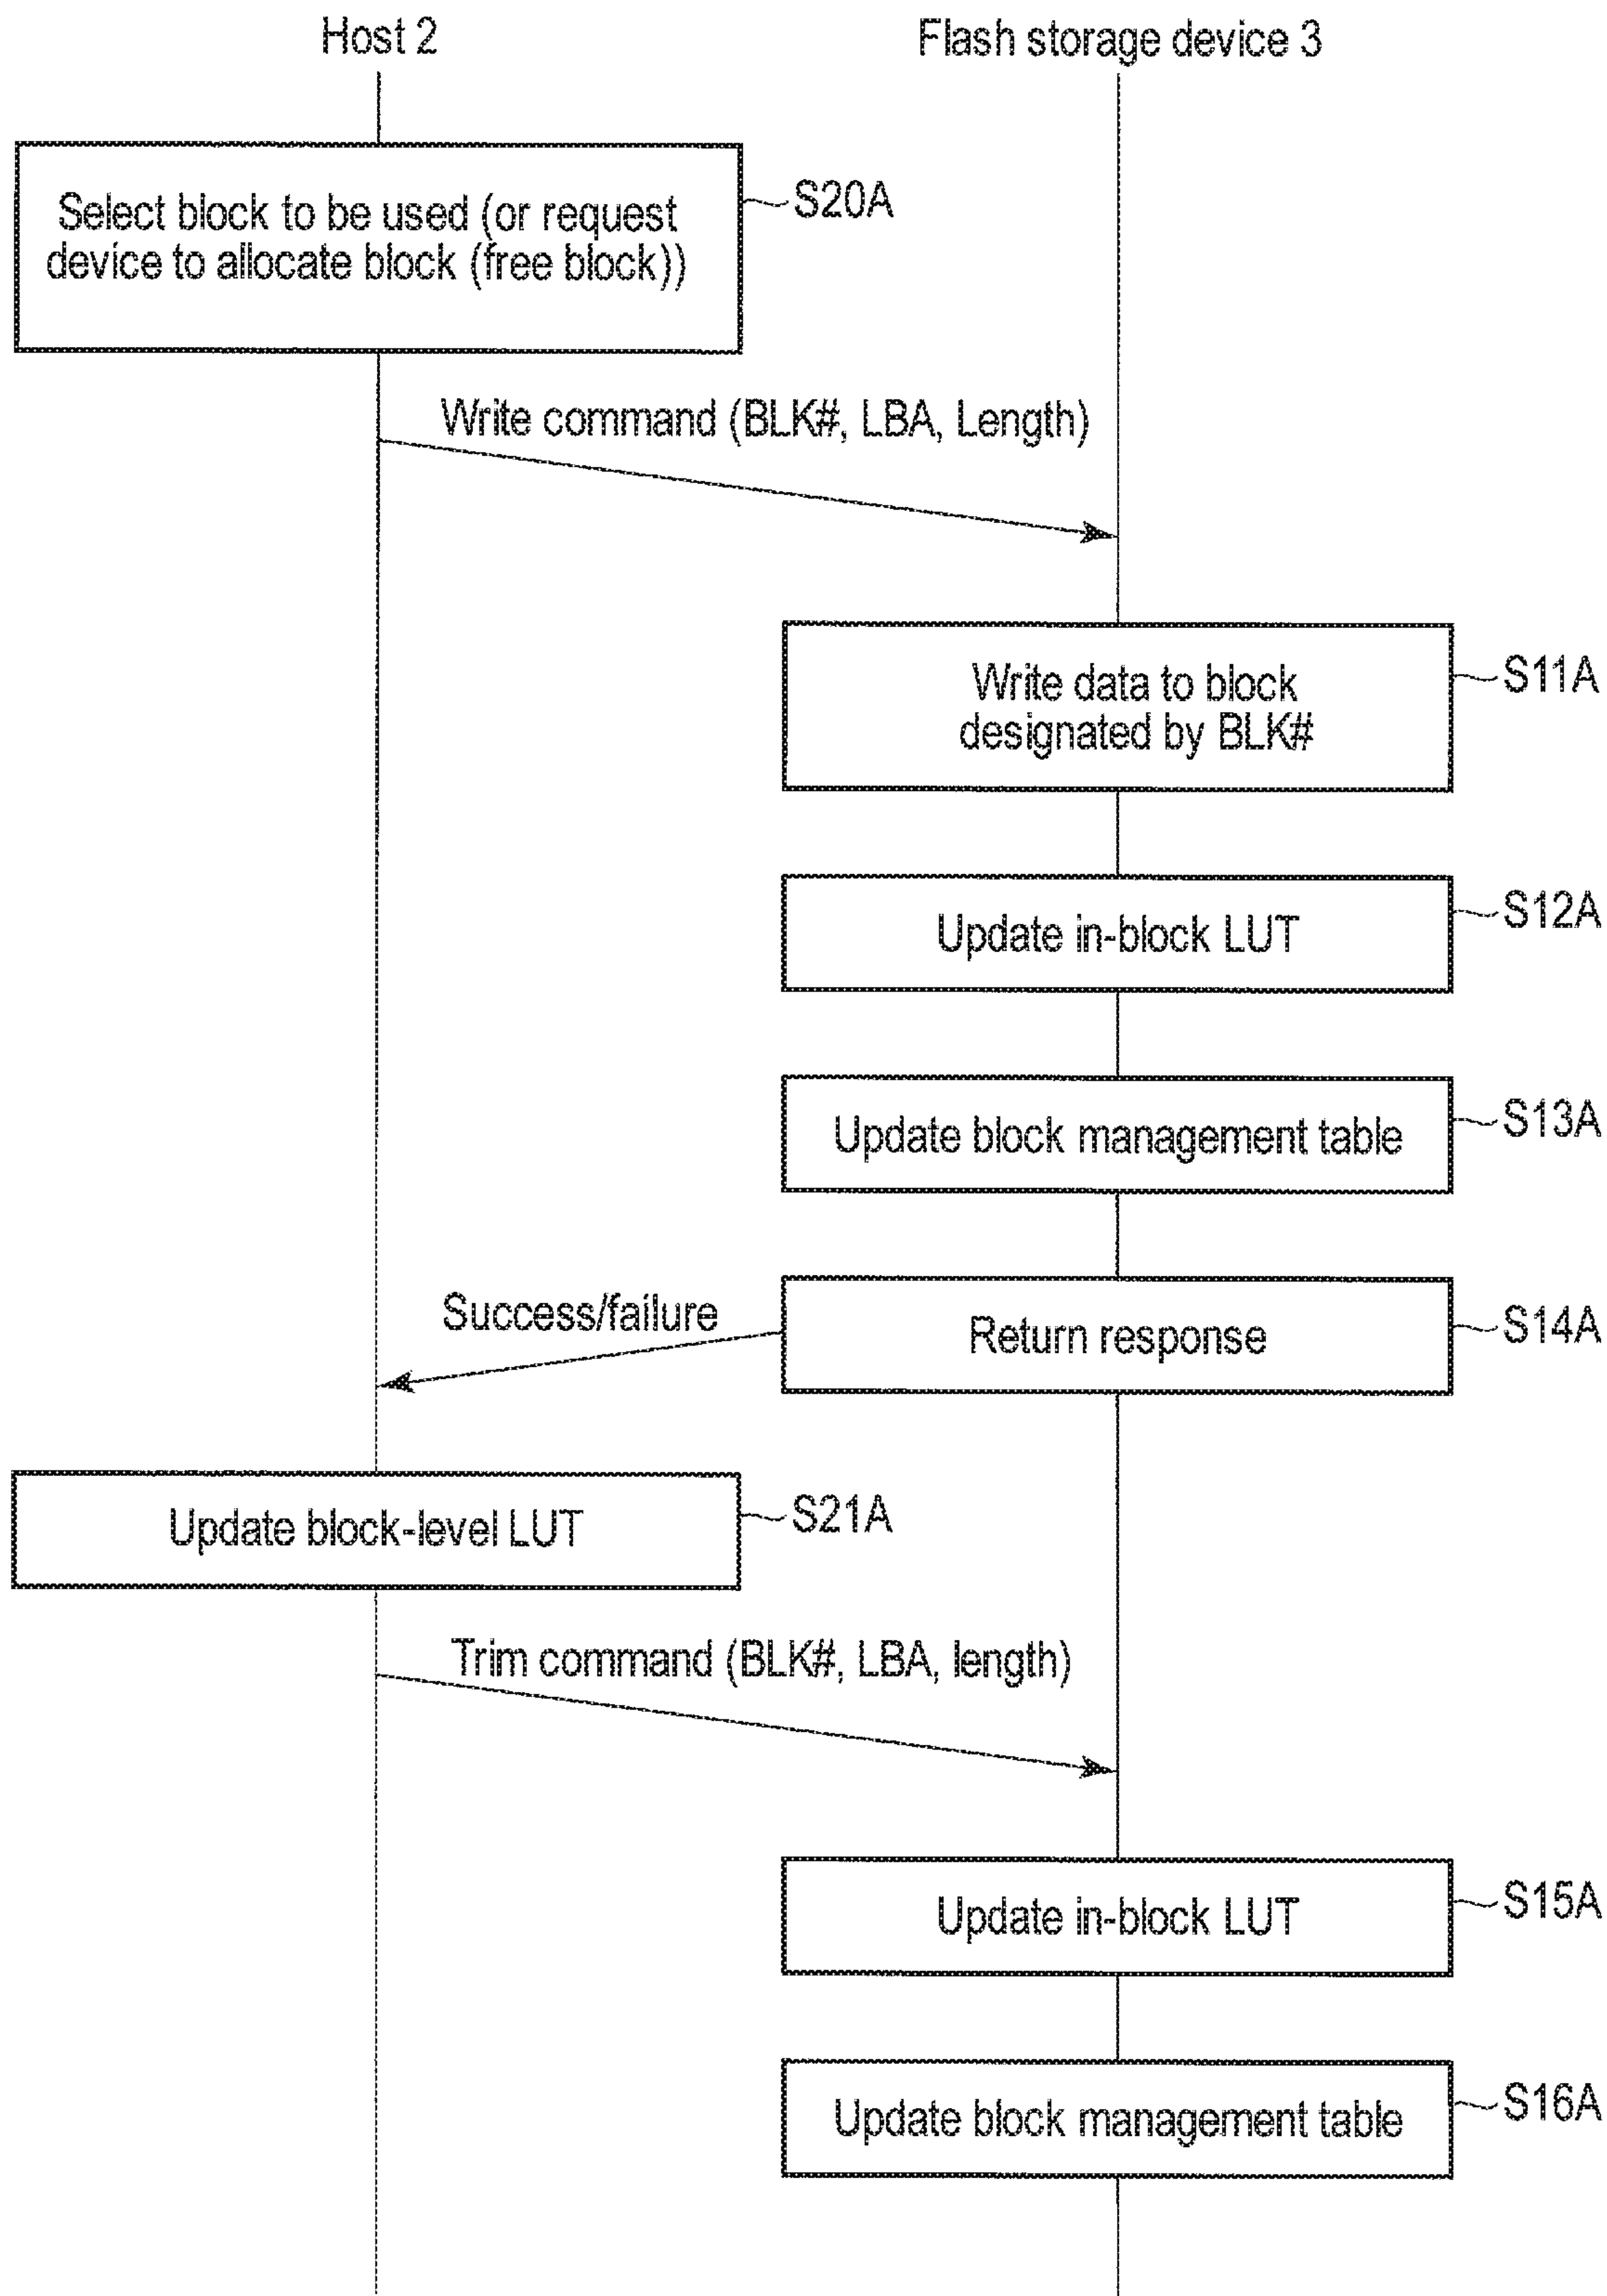 Host 2
Flash storage device 3
Select block to be used (or request
device to allocate block (free block))
S20A
Write command (BLK#, LBA, Length)
Write data to block
designated by BLK#
S11A
Update in-block LUT
S12A
Update block management table
S13A
Success/failure
Return response
S14A
Update block-level LUT
S21A
Trim command (BLK#, LBA, length)
Update in-block LUT
S15A
Update block management table
S16A